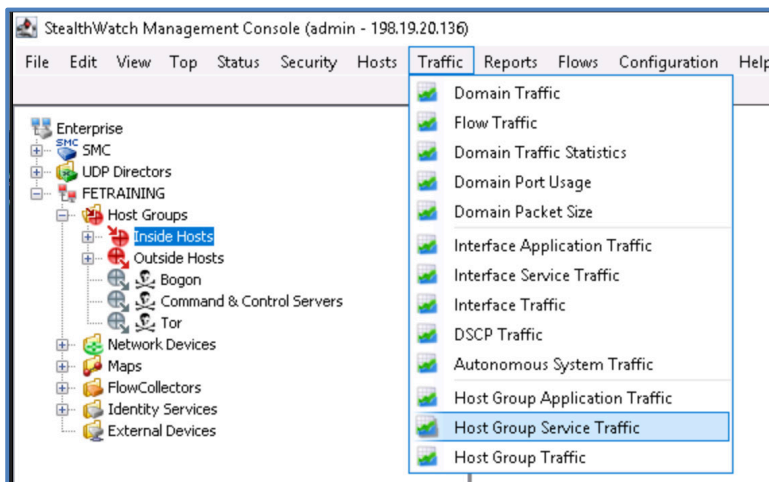 StealthWatch Management Console (admin - 198.19.20.136)
File Edit View Top Status Security Hosts Traffic Reports Flows Configuration Help
Enterprise
SMC SMC
UDP Directors
FETRAINING
Host Groups
Inside Hosts
Outside Hosts
Bogon
Command & Control Servers
Tor
Network Devices
Maps
FlowCollectors
Identity Services
External Devices
Domain Traffic
Flow Traffic
Domain Traffic Statistics
Domain Port Usage
Domain Packet Size
Interface Application Traffic
Interface Service Traffic
Interface Traffic
DSCP Traffic
Autonomous System Traffic
Host Group Application Traffic
Host Group Service Traffic
Host Group Traffic